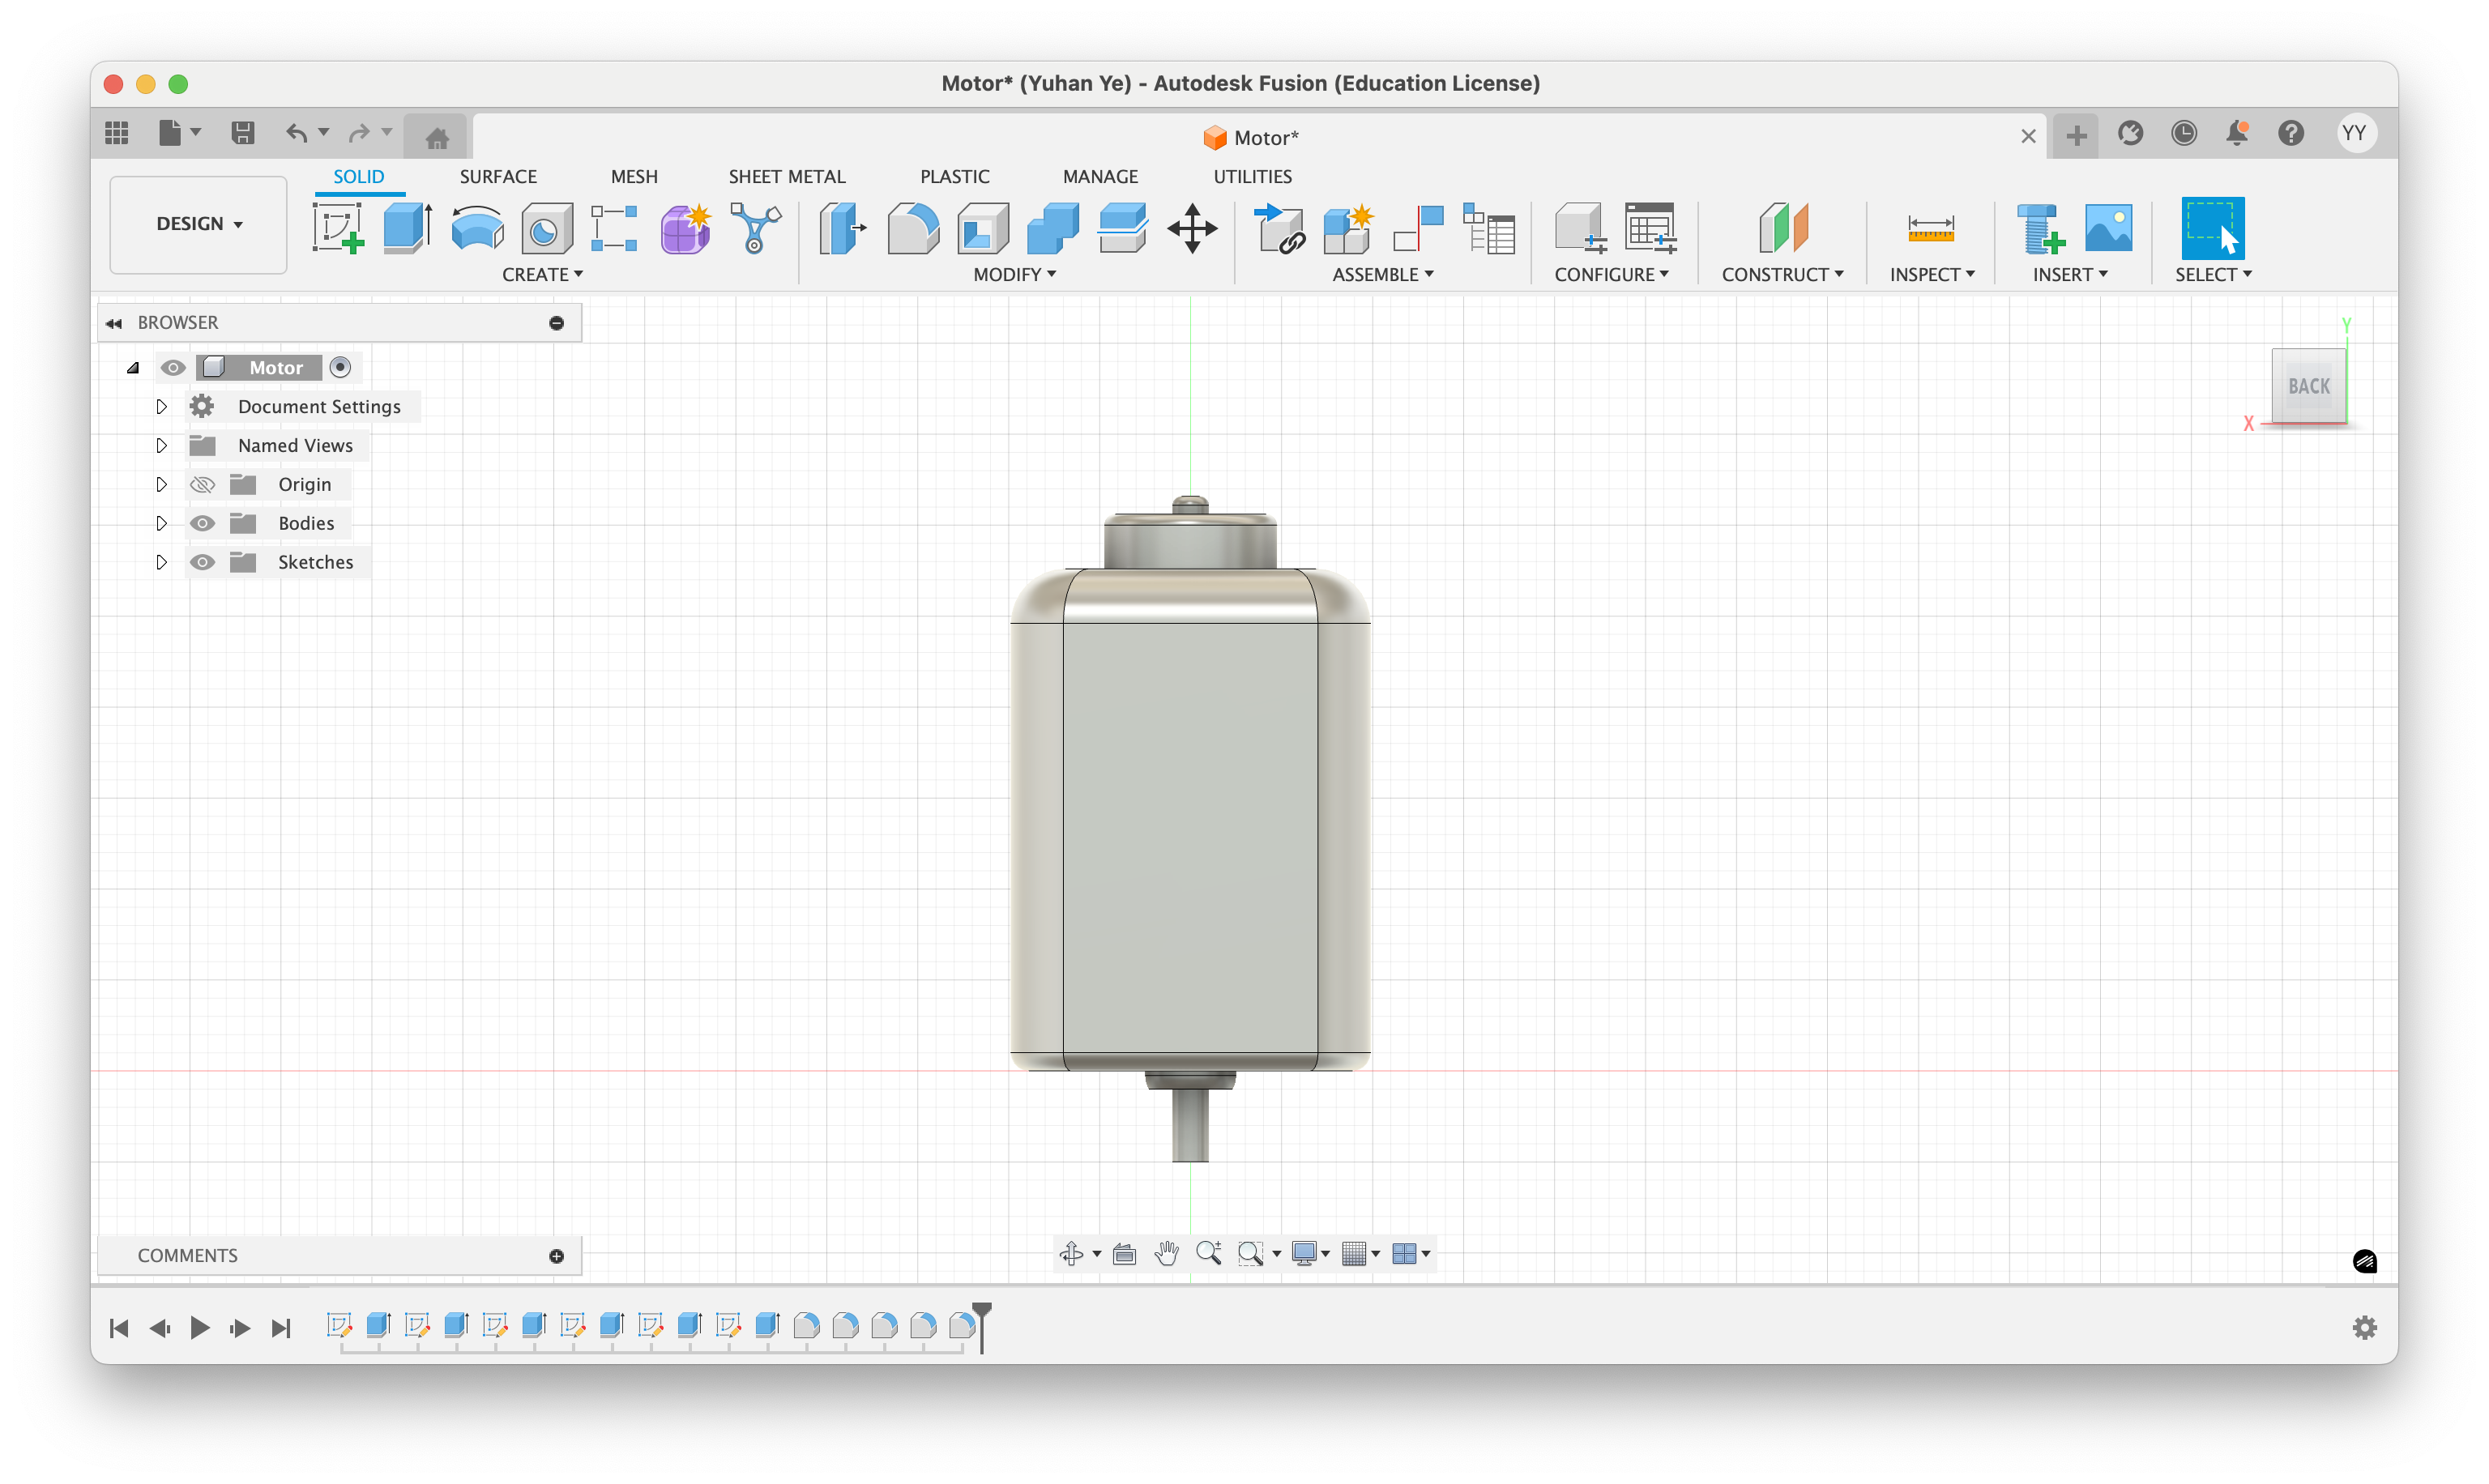 Motor* (Yuhan Ye) - Autodesk Fusion (Education License)
Motor*
YY
DESIGN
SOLID SURFACE MESH SHEET METAL PLASTIC MANAGE UTILITIES
CREATE MODIFY ASSEMBLE CONFIGURE CONSTRUCT INSPECT INSERT SELECT
BROWSER
Motor
Document Settings
Named Views
Origin
Bodies
Sketches
Y
BACK
X
COMMENTS